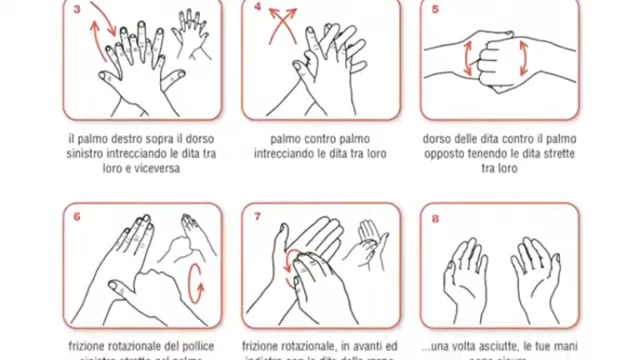 3
il palmo destro sopra il dorso
sinistro intrecciando le dita tra
loro e viceversa
4
palmo contro palmo
intrecciando le dita tra loro
5
dorso delle dita contro il palmo
opposto tenendo le dita strette
tra loro
6
frizione rotazionale del pollice
7
frizione rotazionale, in avanti ed
8
...una volta asciutte, le tue mani